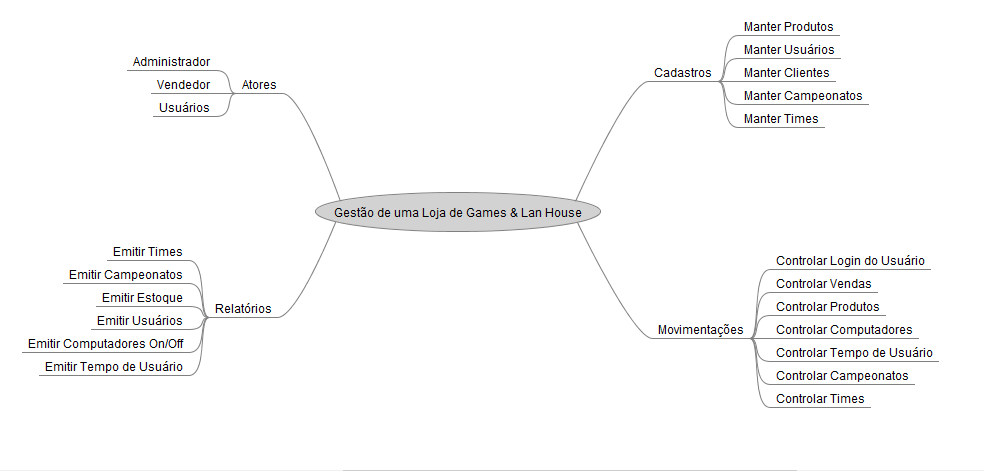 Gestão de uma Loja de Games & Lan House
Atores
Administrador
Vendedor
Usuários
Cadastros
Manter Produtos
Manter Usuários
Manter Clientes
Manter Campeonatos
Manter Times
Relatórios
Emitir Times
Emitir Campeonatos
Emitir Estoque
Emitir Usuários
Emitir Computadores On/Off
Emitir Tempo de Usuário
Movimentações
Controlar Login do Usuário
Controlar Vendas
Controlar Produtos
Controlar Computadores
Controlar Tempo de Usuário
Controlar Campeonatos
Controlar Times